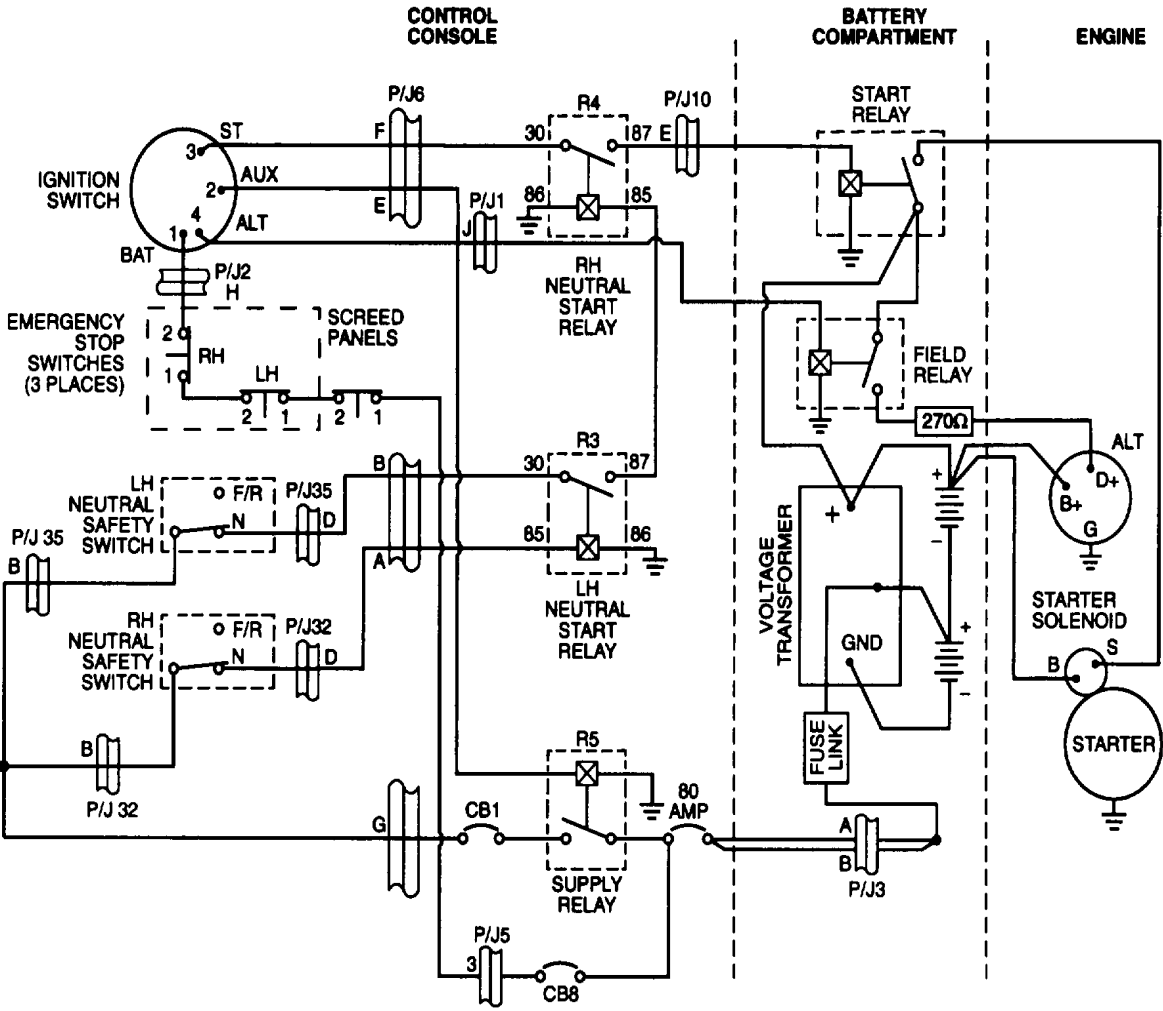 CONTROL
CONSOLE
BATTERY
COMPARTMENT
ENGINE
P/J6
R4
P/J10
START
RELAY
ST
F
30
87
E
3
IGNITION
SWITCH
AUX
2
E
P/J1
86
85
4
ALT
J
1
BAT
P/J2
H
RH
NEUTRAL
START
RELAY
EMERGENCY
STOP
SWITCHES
(3 PLACES)
SCREED
PANELS
2
RH
1
LH
2
1
2
1
FIELD
RELAY
270Ω
ALT
R3
B
30
87
D+
B+
G
LH
NEUTRAL
SAFETY
SWITCH
F/R
N
P/J35
D
P/J 35
B
A
85
86
+
+
−
VOLTAGE
TRANSFORMER
LH
NEUTRAL
START
RELAY
STARTER
SOLENOID
RH
NEUTRAL
SAFETY
SWITCH
F/R
N
P/J32
D
GND
+
−
S
B
STARTER
FUSE
LINK
R5
B
P/J 32
80
AMP
G
CB1
A
B
P/J3
SUPPLY
RELAY
P/J5
3
CB8